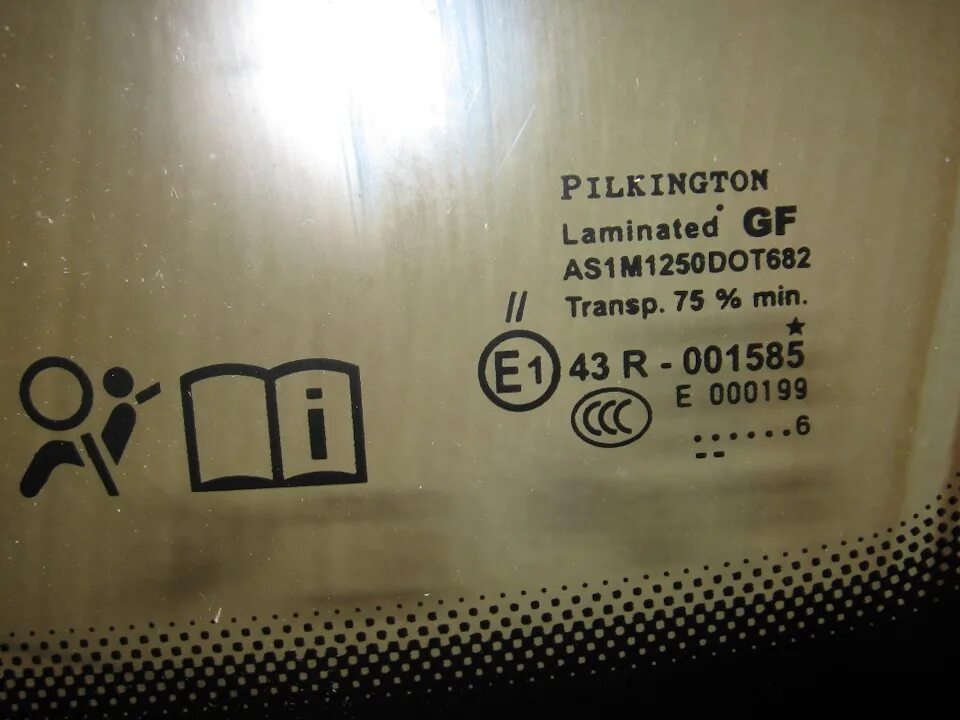 PILKINGTON
Laminated GF
AS1M1250DOT682
Transp. 75 % min.
//
E1 43 R - 001585
CCC E 000199
......6
--
i